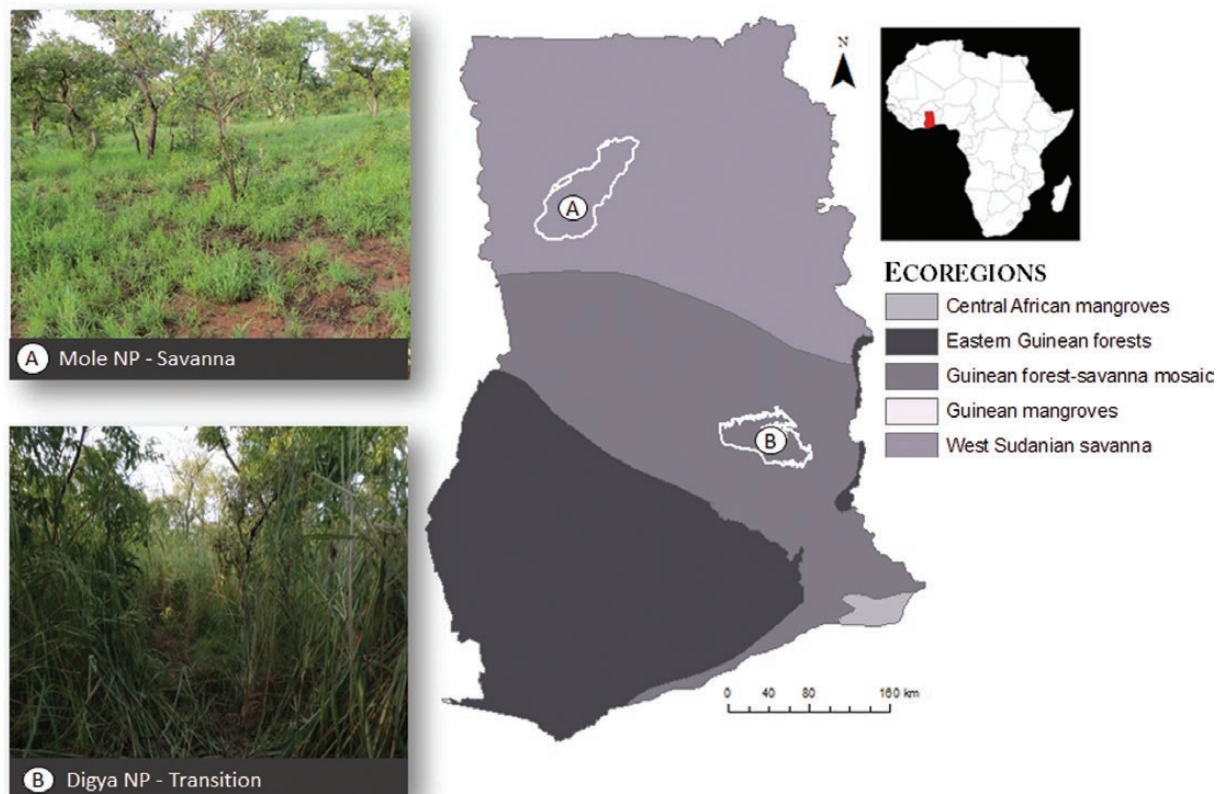 A Mole NP - Savanna
B Digya NP - Transition
A
B
N
0 40 80 160 km
ECOREGIONS
Central African mangroves
Eastern Guinean forests
Guinean forest-savanna mosaic
Guinean mangroves
West Sudanian savanna